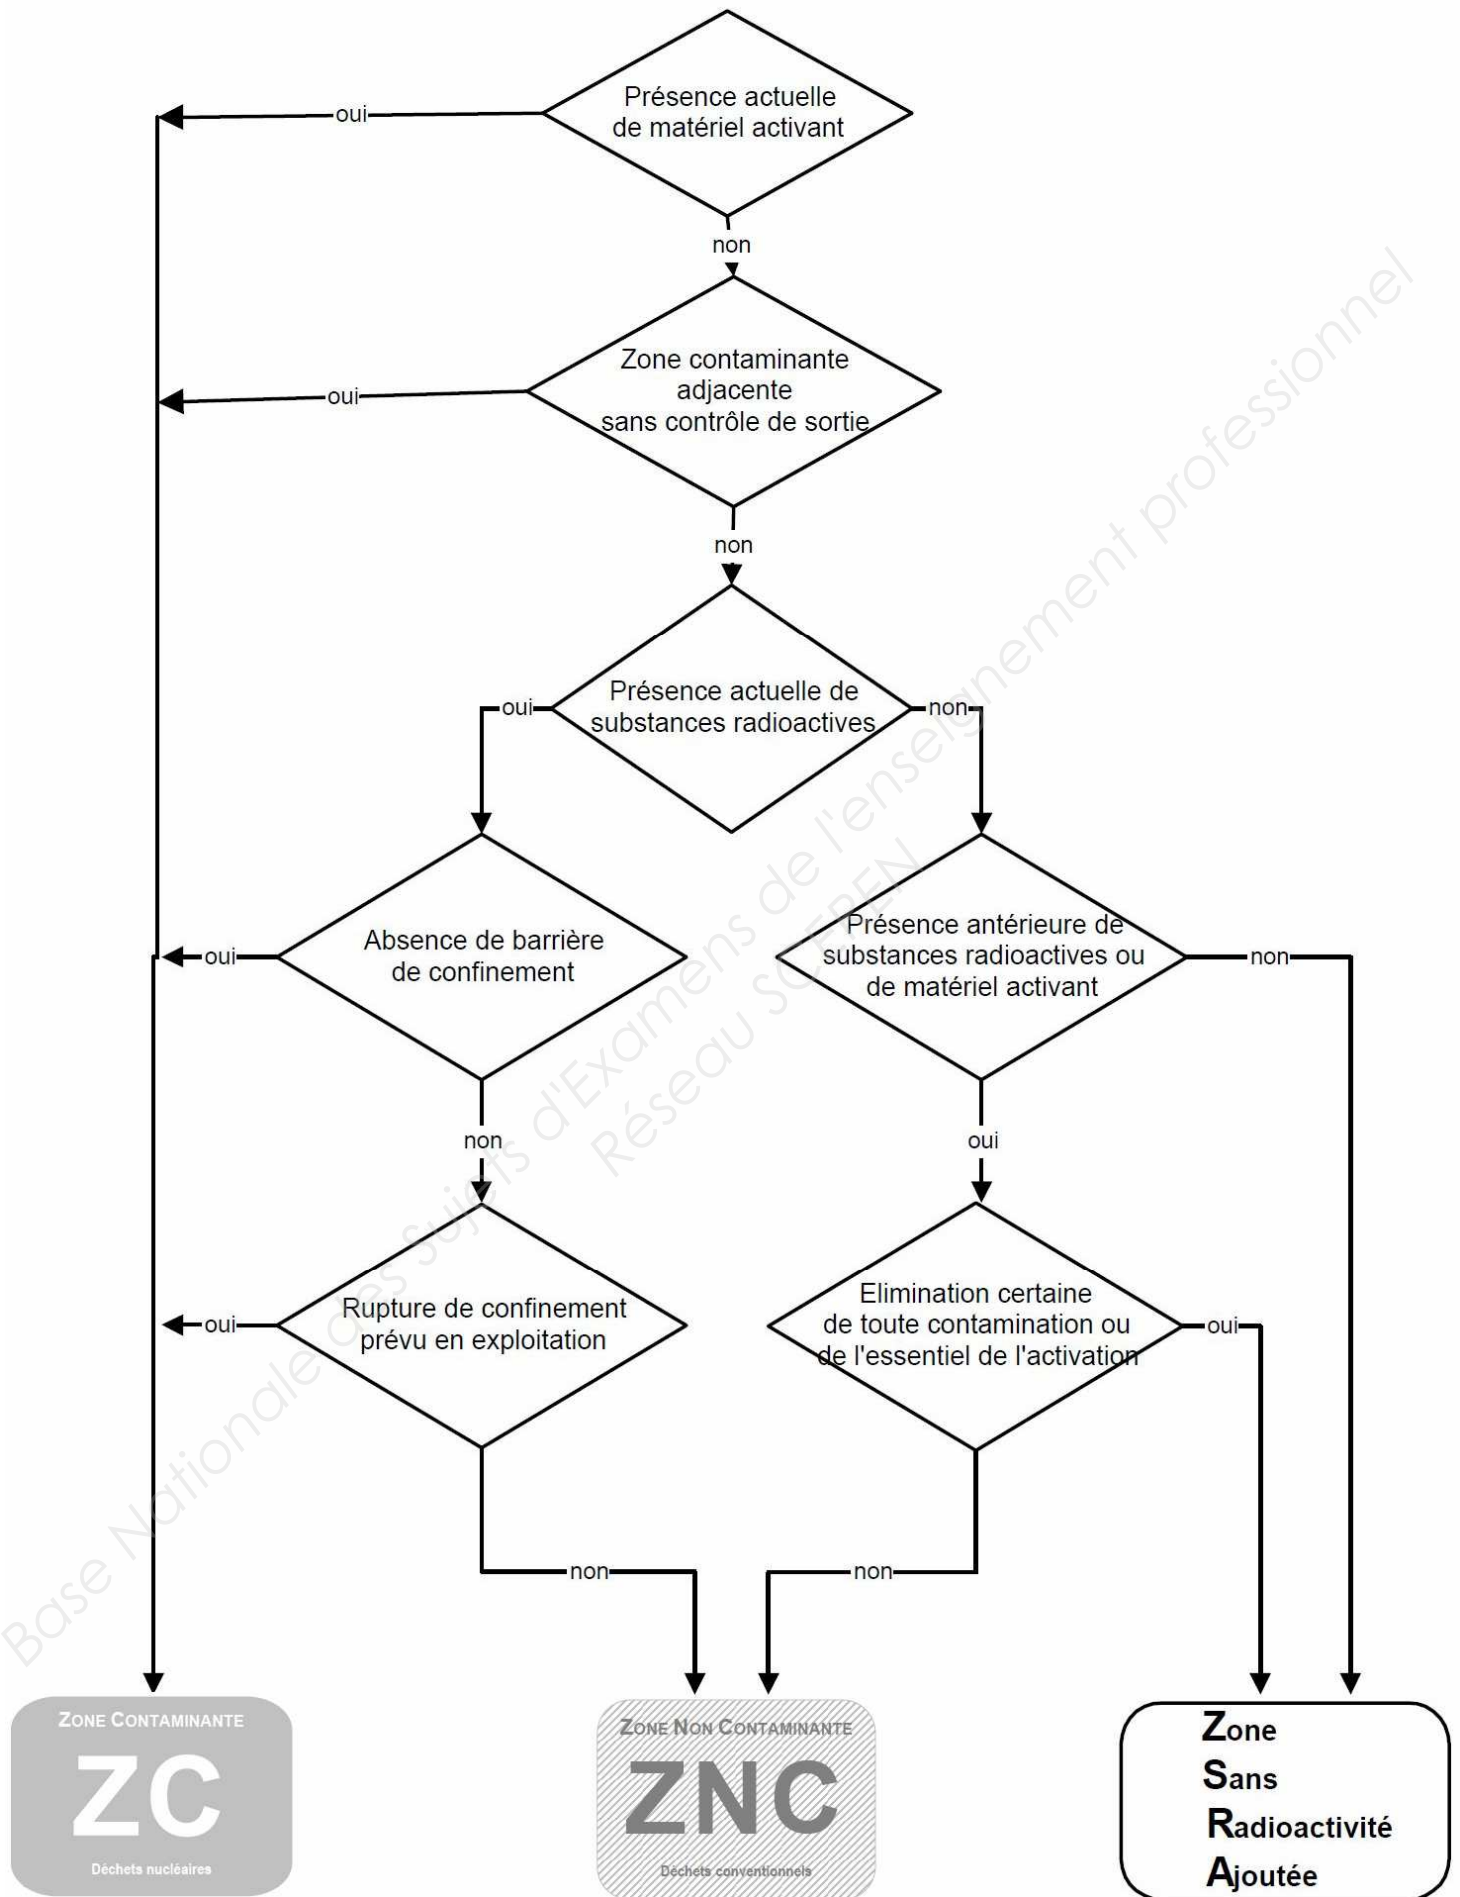 Présence actuelle
de matériel activant
oui
non
Zone contaminante
adjacente
sans contrôle de sortie
oui
non
Présence actuelle de
substances radioactives
oui
non
Absence de barrière
de confinement
oui
Présence antérieure de
substances radioactives ou
de matériel activant
non
non
oui
Rupture de confinement
prévu en exploitation
oui
Elimination certaine
de toute contamination ou
de l'essentiel de l'activation
oui
non
non
ZONE CONTAMINANTE
ZC
Déchets nucléaires
ZONE NON CONTAMINANTE
ZNC
Déchets conventionnels
Zone
Sans
Radioactivité
Ajoutée
Base Nationale des Sujets d'Examens de l'enseignement professionnel
Réseau SCEREN